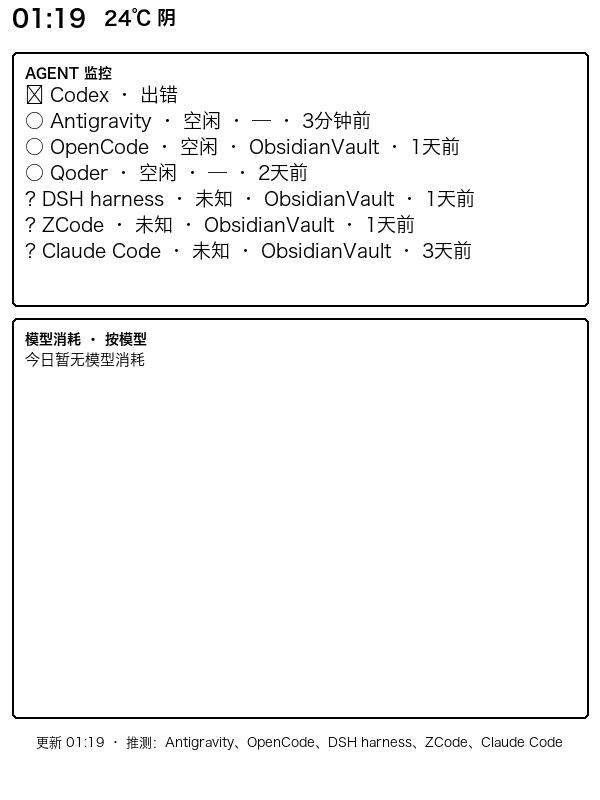 01:19 24℃ 阴
AGENT 监控
☒ Codex · 出错
○ Antigravity · 空闲 · — · 3分钟前
○ OpenCode · 空闲 · ObsidianVault · 1天前
○ Qoder · 空闲 · — · 2天前
? DSH harness · 未知 · ObsidianVault · 1天前
? ZCode · 未知 · ObsidianVault · 1天前
? Claude Code · 未知 · ObsidianVault · 3天前
模型消耗 · 按模型
今日暂无模型消耗
更新 01:19 · 推测：Antigravity、OpenCode、DSH harness、ZCode、Claude Code